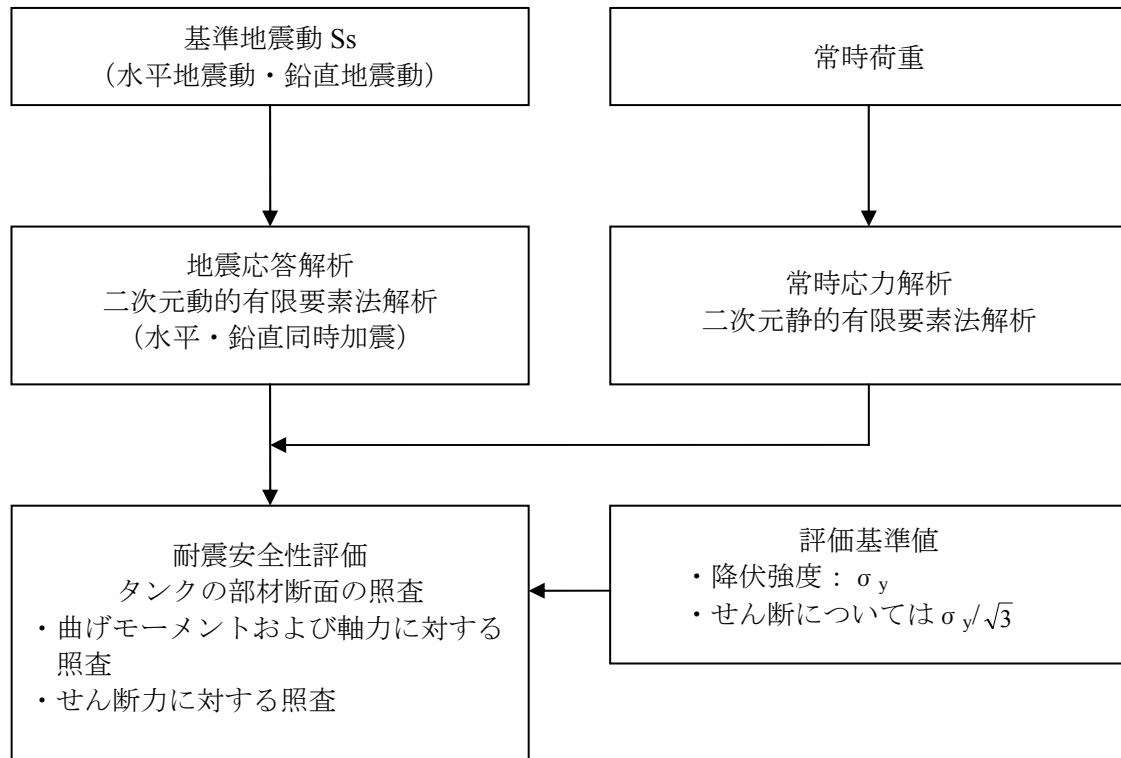 基準地震動 Ss
（水平地震動・鉛直地震動）
常時荷重
地震応答解析
二次元動的有限要素法解析
（水平・鉛直同時加震）
常時応力解析
二次元静的有限要素法解析
耐震安全性評価
タンクの部材断面の照査
・曲げモーメントおよび軸力に対する
照査
・せん断力に対する照査
評価基準値
・降伏強度：σy
・せん断についてはσy/√3